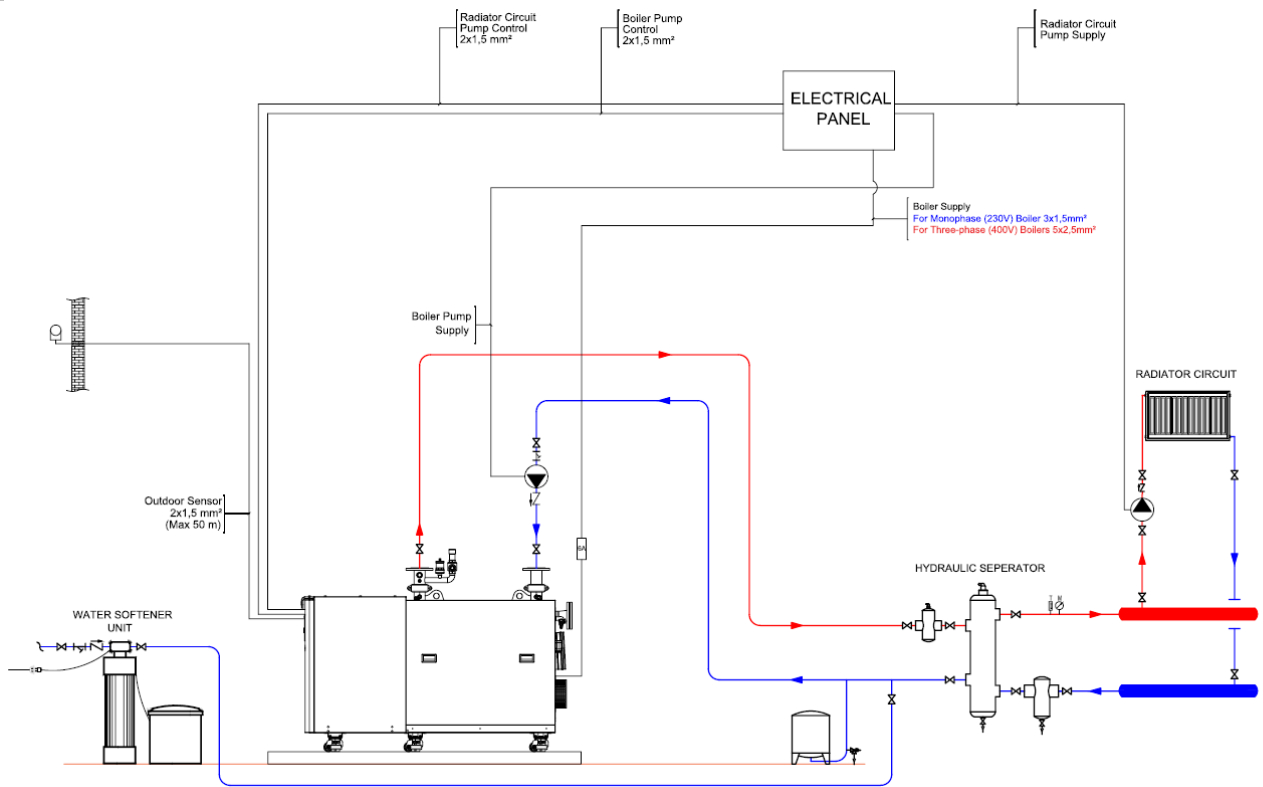 Radiator Circuit
Pump Control
2x1,5 mm²
Boiler Pump
Control
2x1,5 mm²
Radiator Circuit
Pump Supply
ELECTRICAL
PANEL
Boiler Supply
For Monophase (230V) Boiler 3x1,5mm²
For Three-phase (400V) Boilers 5x2,5mm²
Boiler Pump
Supply
RADIATOR CIRCUIT
Outdoor Sensor
2x1,5 mm²
(Max 50 m)
6A
HYDRAULIC SEPERATOR
T M
WATER SOFTENER
UNIT